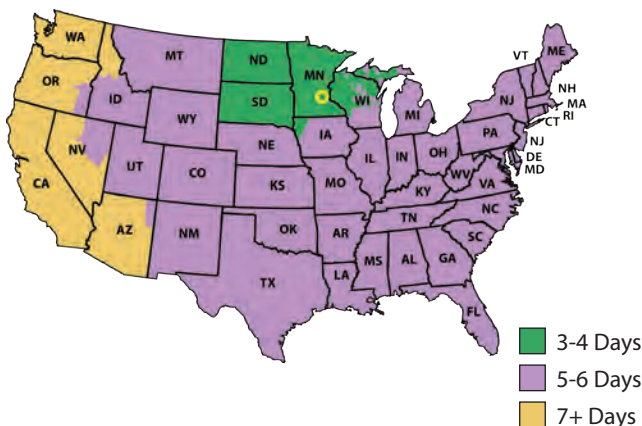 WA
MT
ND
MN
VT
ME
OR
ID
SD
WI
NJ
NH
MA
RI
CT
WY
MI
IA
PA
NJ
NE
NV
UT
CO
IL
IN
OH
DE
MD
WV
VA
CA
KS
MO
KY
NC
TN
AZ
NM
OK
AR
SC
MS
AL
GA
TX
LA
FL
3-4 Days
5-6 Days
7+ Days